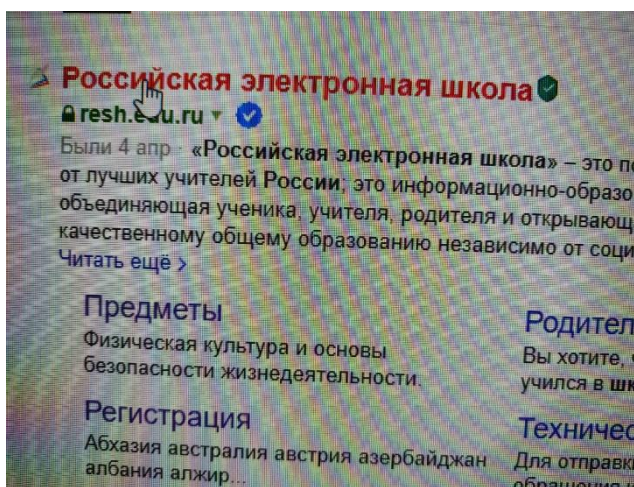 Российская электронная школа
resh.edu.ru
Были 4 апр · «Российская электронная школа» – это
от лучших учителей России; это информационно-образо
объединяющая ученика, учителя, родителя и открывающ
качественному общему образованию независимо от соци
Читать ещё >
Предметы
Физическая культура и основы
безопасности жизнедеятельности.
Регистрация
Абхазия австралия австрия азербайджан
албания алжир...
Родител
Вы хотите,
учился в шк
Техничес
Для отправки
обращения